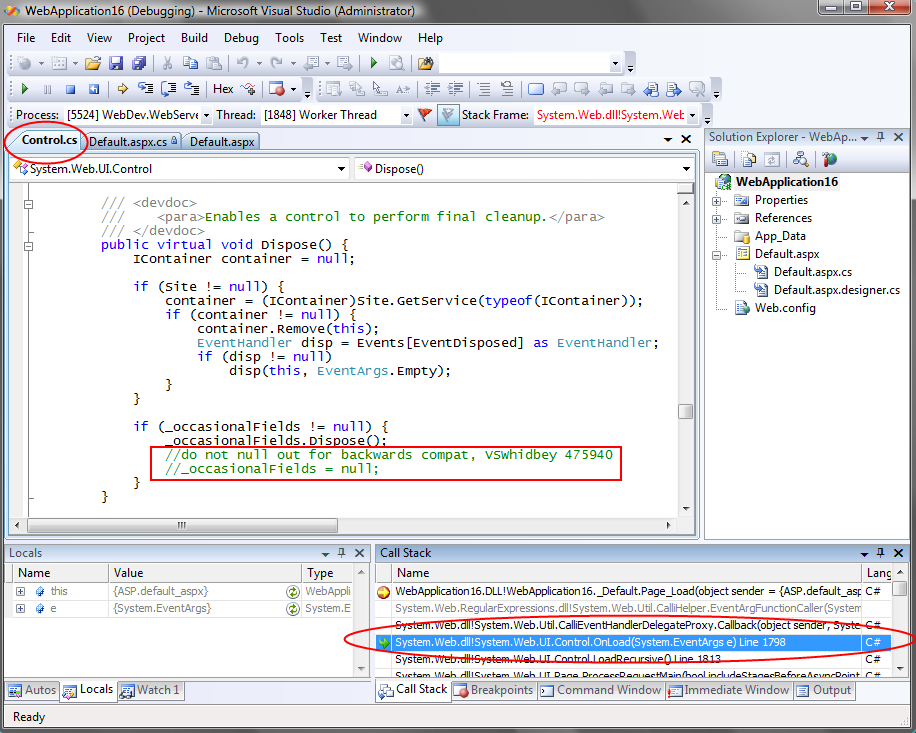 WebApplication16 (Debugging) - Microsoft Visual Studio (Administrator)
File Edit View Project Build Debug Tools Test Window Help
Hex
Process: [5524] WebDev.WebServe Thread: [1848] Worker Thread Stack Frame: System.Web.dll!System.Web
Control.cs Default.aspx.cs Default.aspx
System.Web.UI.Control Dispose()
/// <devdoc>
/// <para>Enables a control to perform final cleanup.</para>
/// </devdoc>
public virtual void Dispose() {
IContainer container = null;
if (Site != null) {
container = (IContainer)Site.GetService(typeof(IContainer));
if (container != null) {
container.Remove(this);
EventHandler disp = Events[EventDisposed] as EventHandler;
if (disp != null)
disp(this, EventArgs.Empty);
}
}
if (_occasionalFields != null) {
_occasionalFields.Dispose();
//do not null out for backwards compat, VSWhidbey 475940
//_occasionalFields = null;
}
}
Solution Explorer - WebAp...
WebApplication16
Properties
References
App_Data
Default.aspx
Default.aspx.cs
Default.aspx.designer.cs
Web.config
Locals
Name Value Type
this {ASP.default_aspx} WebAppli
e {System.EventArgs} System.E
Autos Locals Watch 1
Call Stack
Name Lang
WebApplication16.DLL!WebApplication16._Default.Page_Load(object sender = {ASP.default_asp C#
System.Web.RegularExpressions.dll!System.Web.Util.CalliHelper.EventArgFunctionCaller(System
System.Web.dll!System.Web.Util.CalliEventHandlerDelegateProxy.Callback(object sender, Syste C#
System.Web.dll!System.Web.UI.Control.OnLoad(System.EventArgs e) Line 1798 C#
System.Web.dll!System.Web.UI.Control.LoadRecursive() Line 1813 C#
System.Web.dll!System.Web.UI.Page.ProcessRequestMain(bool includeStagesBeforeAsyncPoint C#
Call Stack Breakpoints Command Window Immediate Window Output
Ready